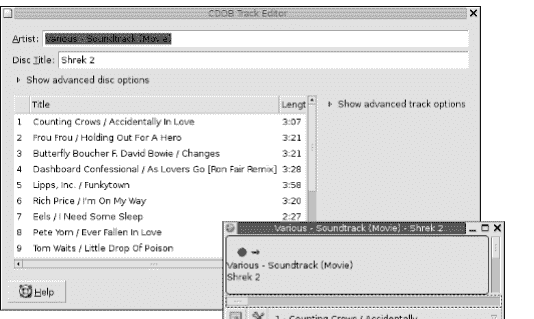 CDDB Track Editor
Artist: Various - Soundtrack (Movie)
Disc Title: Shrek 2
Show advanced disc options
Title Lengt
Show advanced track options
1 Counting Crows / Accidentally In Love 3:07
2 Frou Frou / Holding Out For A Hero 3:21
3 Butterfly Boucher F. David Bowie / Changes 3:21
4 Dashboard Confessional / As Lovers Go [Ron Fair Remix] 3:28
5 Lipps, Inc. / Funkytown 3:58
6 Rich Price / I'm On My Way 3:20
7 Eels / I Need Some Sleep 2:27
8 Pete Yorn / Ever Fallen In Love
9 Tom Waits / Little Drop Of Poison
Help
Various - Soundtrack (Movie) - Shrek 2
Various - Soundtrack (Movie)
Shrek 2
1 Counting Crows / Accidentally